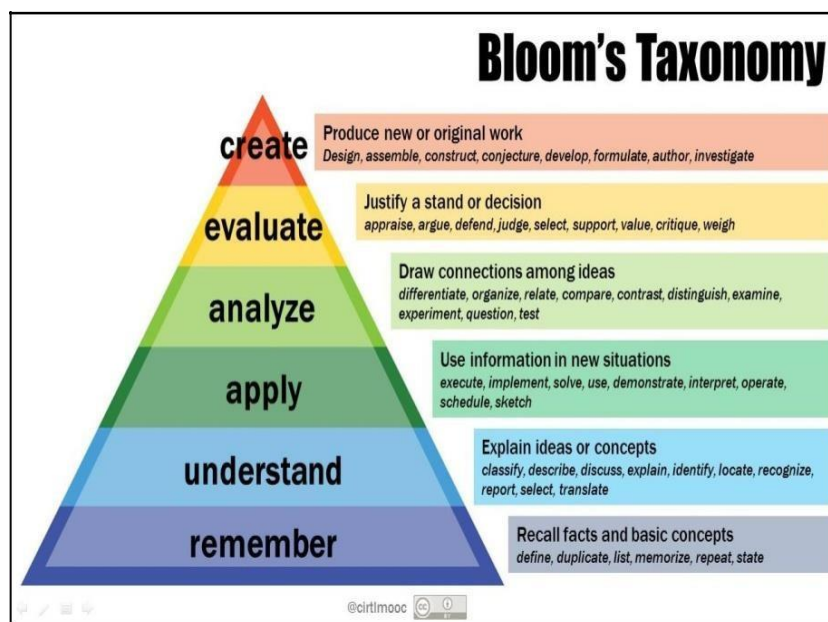 Bloom's Taxonomy
create
Produce new or original work
Design, assemble, construct, conjecture, develop, formulate, author, investigate
evaluate
Justify a stand or decision
appraise, argue, defend, judge, select, support, value, critique, weigh
analyze
Draw connections among ideas
differentiate, organize, relate, compare, contrast, distinguish, examine,
experiment, question, test
apply
Use information in new situations
execute, implement, solve, use, demonstrate, interpret, operate,
schedule, sketch
understand
Explain ideas or concepts
classify, describe, discuss, explain, identify, locate, recognize,
report, select, translate
remember
Recall facts and basic concepts
define, duplicate, list, memorize, repeat, state
@cirtlmooc
cc
BY